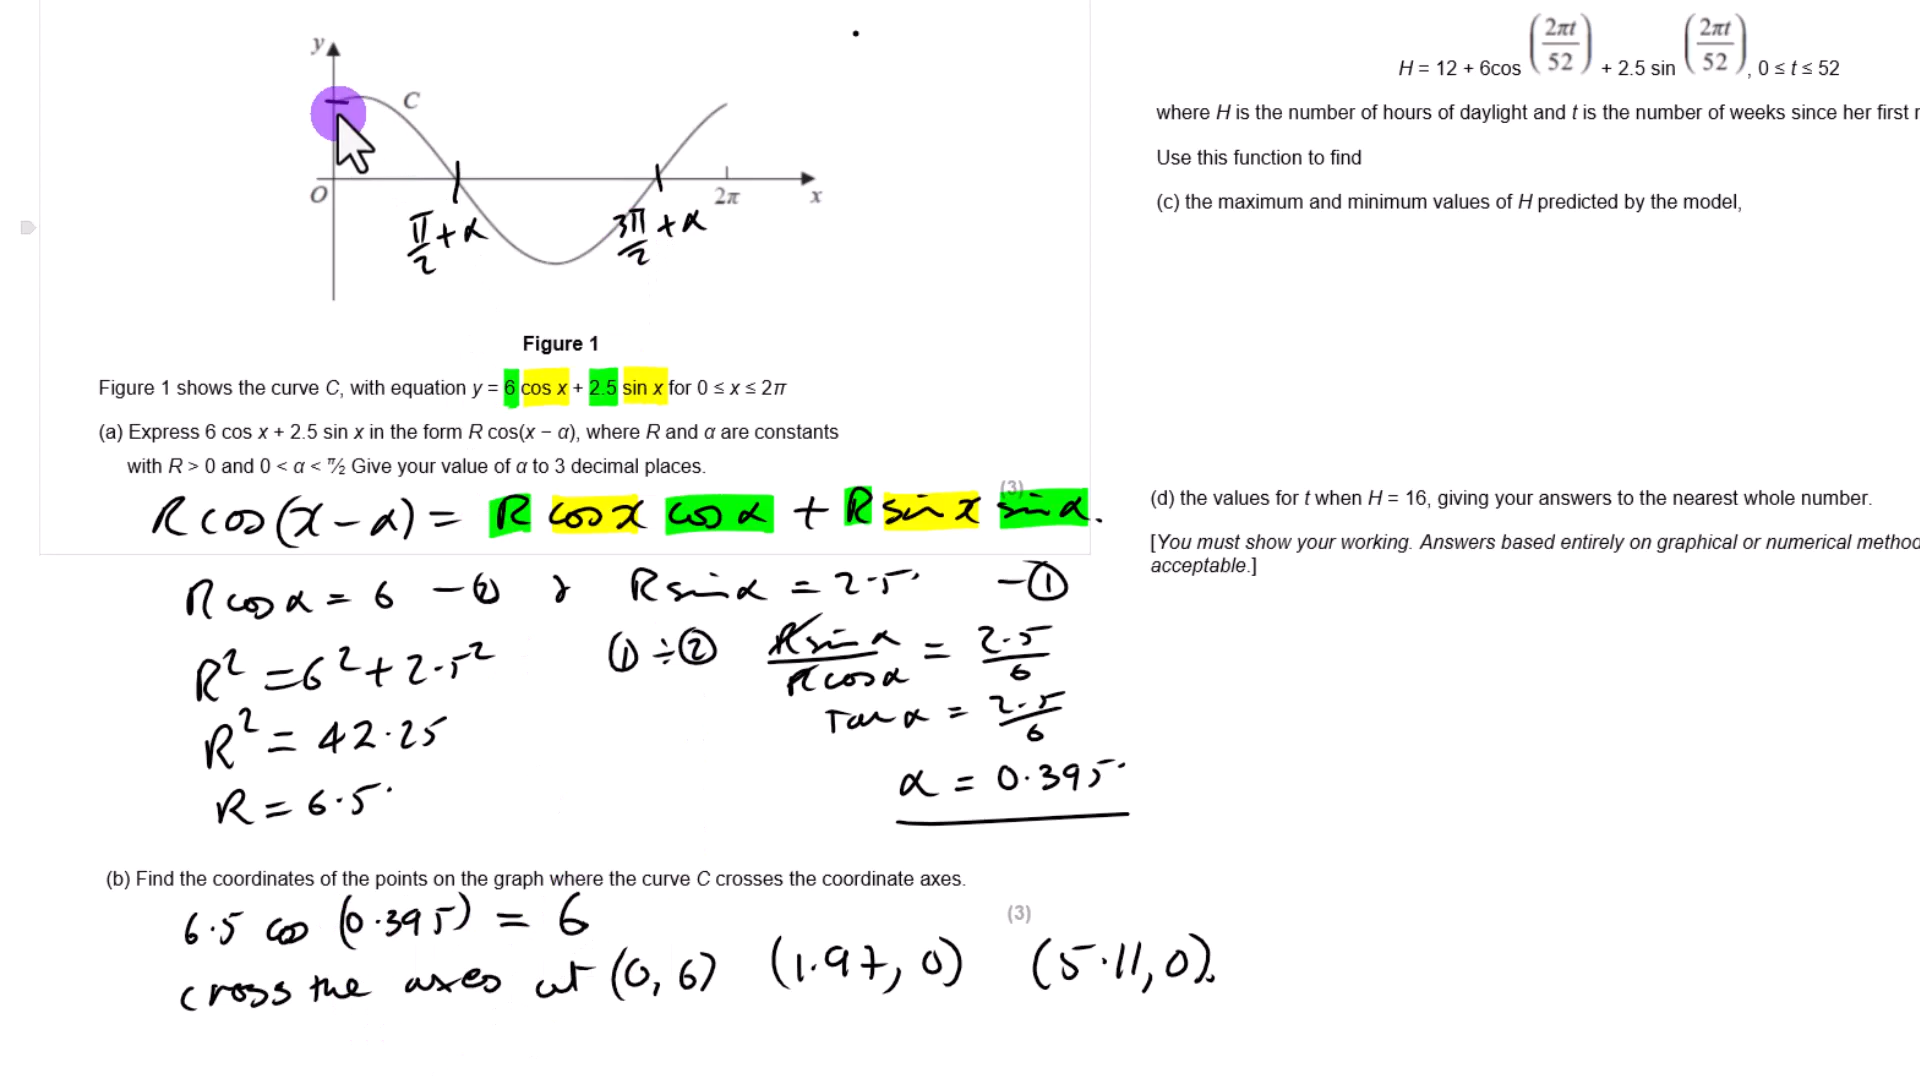 y
C
O
2π
x
π/2 + α
3π/2 + α
Figure 1
Figure 1 shows the curve C, with equation y = 6 cos x + 2.5 sin x for 0 ≤ x ≤ 2π
(a) Express 6 cos x + 2.5 sin x in the form R cos(x − α), where R and α are constants
with R > 0 and 0 < α < π/2 Give your value of α to 3 decimal places.
(3)
R cos(x − α) = R cos x cos α + R sin x sin α.
R cos α = 6 − ② & R sin α = 2.5 − ①
R² = 6² + 2.5²
① ÷ ② R sin α / R cos α = 2.5/6
R² = 42.25
Tan α = 2.5/6
R = 6.5
α = 0.395
(b) Find the coordinates of the points on the graph where the curve C crosses the coordinate axes.
(3)
6.5 cos (0.395) = 6
cross the axes at (0, 6) (1.97, 0) (5.11, 0).
H = 12 + 6cos (2πt/52) + 2.5 sin (2πt/52), 0 ≤ t ≤ 52
where H is the number of hours of daylight and t is the number of weeks since her first
Use this function to find
(c) the maximum and minimum values of H predicted by the model,
(d) the values for t when H = 16, giving your answers to the nearest whole number.
[You must show your working. Answers based entirely on graphical or numerical method
acceptable.]